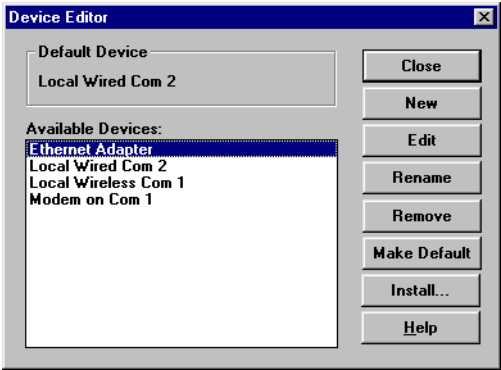 Device Editor
Default Device
Local Wired Com 2
Available Devices:
Ethernet Adapter
Local Wired Com 2
Local Wireless Com 1
Modem on Com 1
Close
New
Edit
Rename
Remove
Make Default
Install...
Help